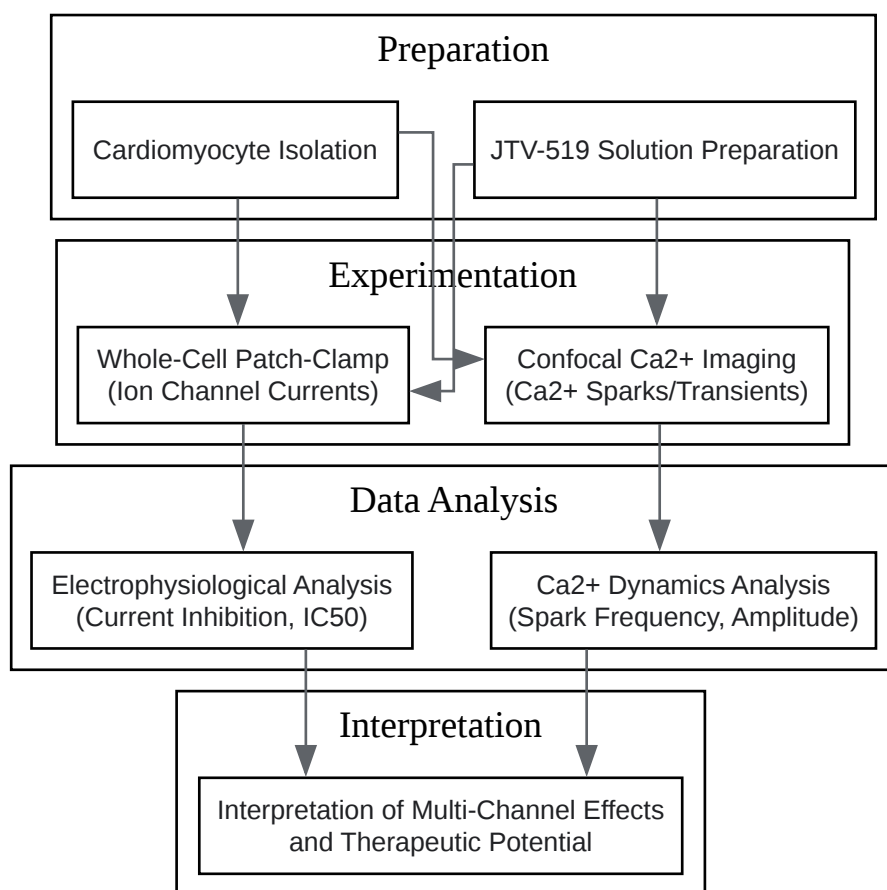 Preparation
Cardiomyocyte Isolation
JTV-519 Solution Preparation
Experimentation
Whole-Cell Patch-Clamp
(Ion Channel Currents)
Confocal Ca2+ Imaging
(Ca2+ Sparks/Transients)
Data Analysis
Electrophysiological Analysis
(Current Inhibition, IC50)
Ca2+ Dynamics Analysis
(Spark Frequency, Amplitude)
Interpretation
Interpretation of Multi-Channel Effects
and Therapeutic Potential